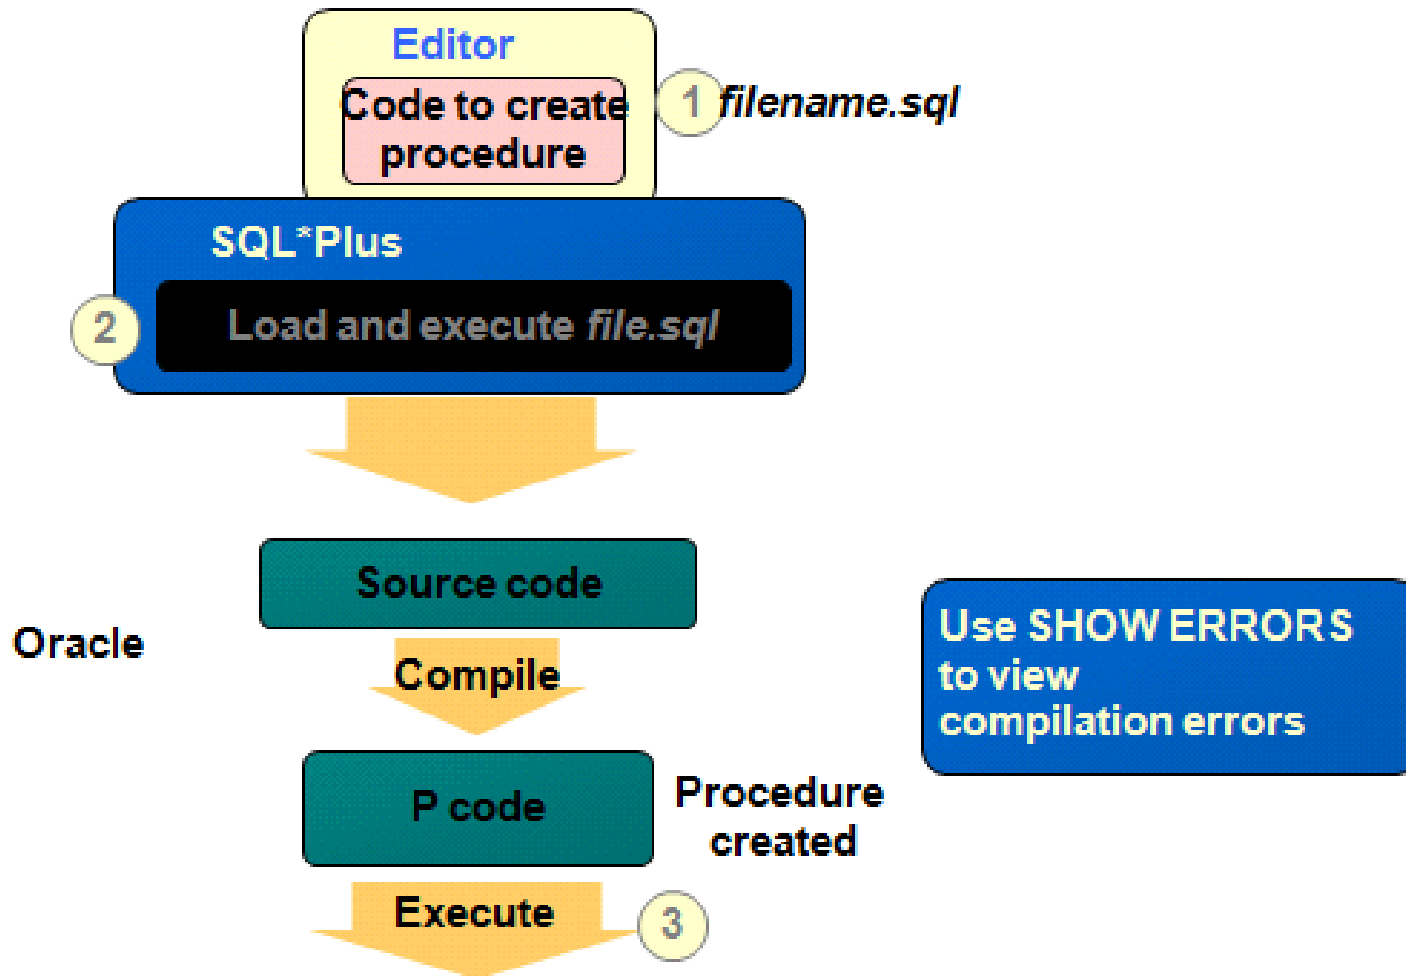 Editor
Code to create
procedure
1 filename.sql
SQL*Plus
2 Load and execute file.sql
Source code
Oracle
Compile
Use SHOW ERRORS
to view
compilation errors
P code
Procedure
created
Execute 3